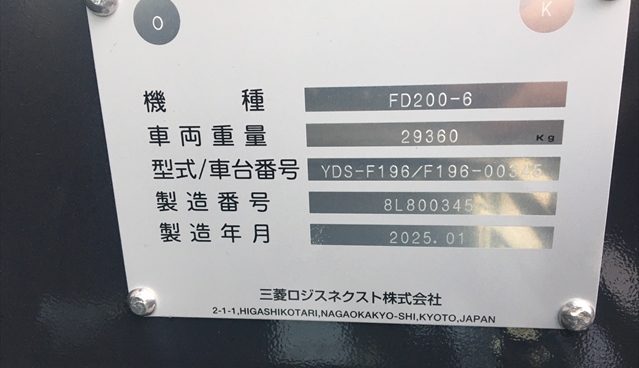 O K
機種 FD200-6
車両重量 29360 Kg
型式/車台番号 YDS-F196/F196-00345
製造番号 8L800345
製造年月 2025.01
三菱ロジスネクスト株式会社
2-1-1,HIGASHIKOTARI,NAGAOKAKYO-SHI,KYOTO,JAPAN